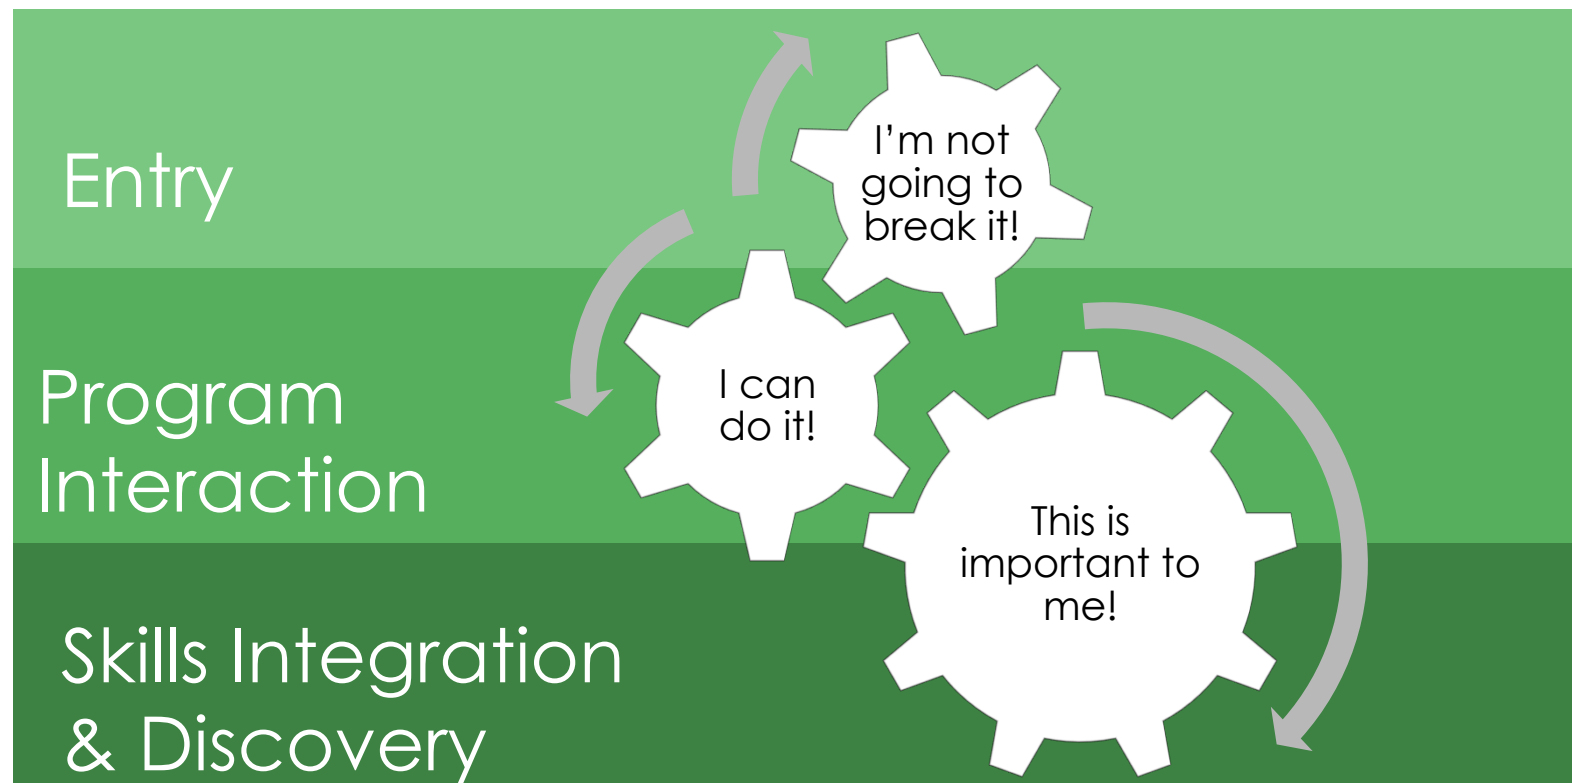 Entry
I’m not
going to
break it!
Program
Interaction
I can
do it!
Skills Integration
& Discovery
This is
important to
me!